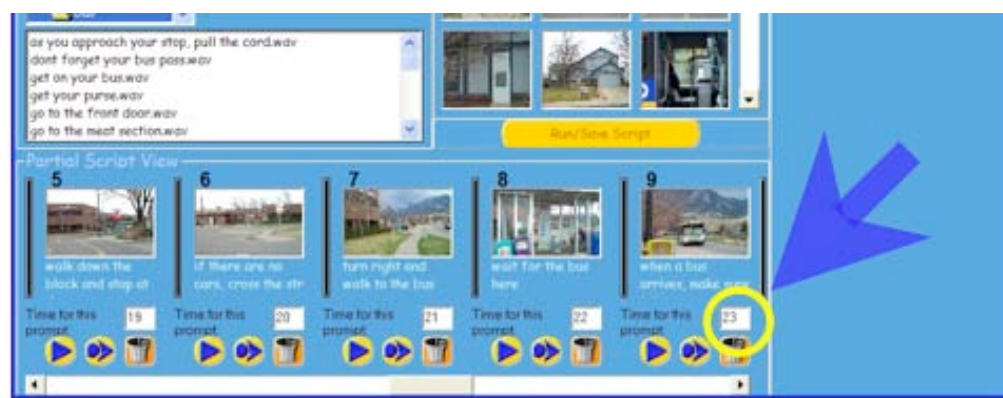 bus
as you approach your stop, pull the cord.wav
dont forget your bus pass.wav
get on your bus.wav
get your purse.wav
go to the front door.wav
go to the meat section.wav
Run/Save Script
Partial Script View
5 6 7 8 9
walk down the
block and stop at
if there are no
cars, cross the str
turn right and
walk to the bus
wait for the bus
here
when a bus
arrives, make sure
Time for this
prompt
19
Time for this
prompt
20
Time for this
prompt
21
Time for this
prompt
22
Time for this
prompt
23